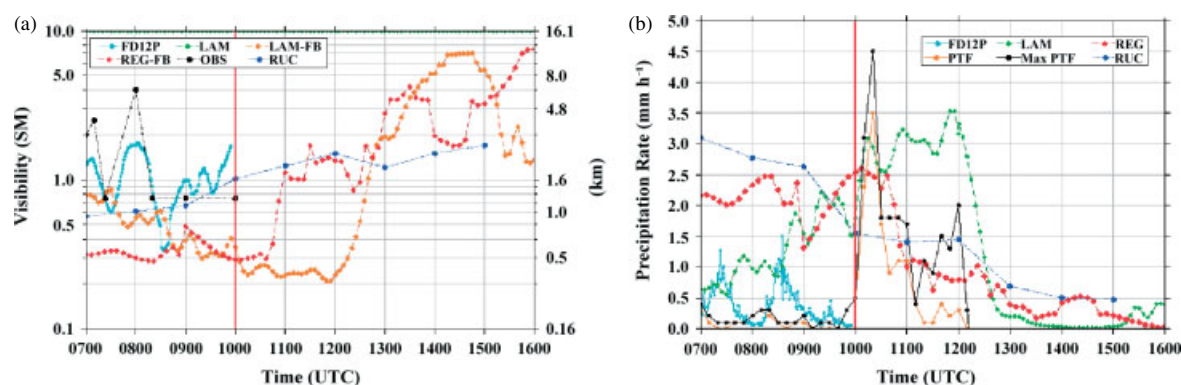 (a)
10.0
5.0
1.0
0.5
0.1
Visibility (SM)
FD12P LAM LAM-FB
REG-FB OBS RUC
16.1
8.0
4.8
1.6
1.0
0.5
0.16
(km)
0700 0800 0900 1000 1100 1200 1300 1400 1500 1600
Time (UTC)
(b)
5.0
4.5
4.0
3.5
3.0
2.5
2.0
1.5
1.0
0.5
0.0
Precipitation Rate (mm h⁻¹)
FD12P LAM REG
PTF Max PTF RUC
0700 0800 0900 1000 1100 1200 1300 1400 1500 1600
Time (UTC)